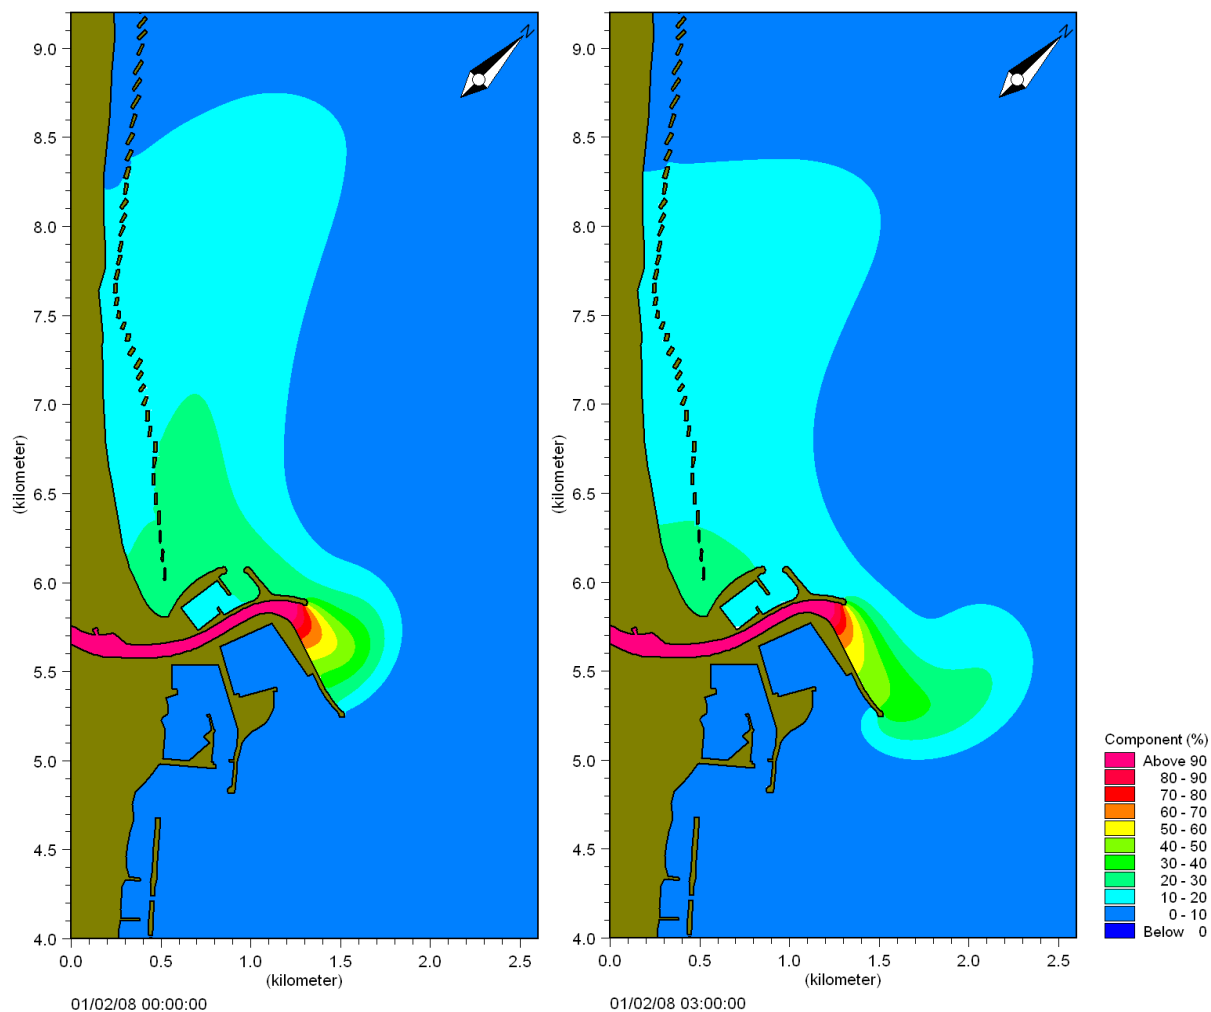 N
9.0
8.5
8.0
7.5
7.0
6.5
6.0
5.5
5.0
4.5
4.0
(kilometer)
0.0 0.5 1.0 1.5 2.0 2.5
(kilometer)
01/02/08 00:00:00
N
9.0
8.5
8.0
7.5
7.0
6.5
6.0
5.5
5.0
4.5
4.0
(kilometer)
0.0 0.5 1.0 1.5 2.0 2.5
(kilometer)
01/02/08 03:00:00
Component (%)
Above 90
80 - 90
70 - 80
60 - 70
50 - 60
40 - 50
30 - 40
20 - 30
10 - 20
0 - 10
Below 0